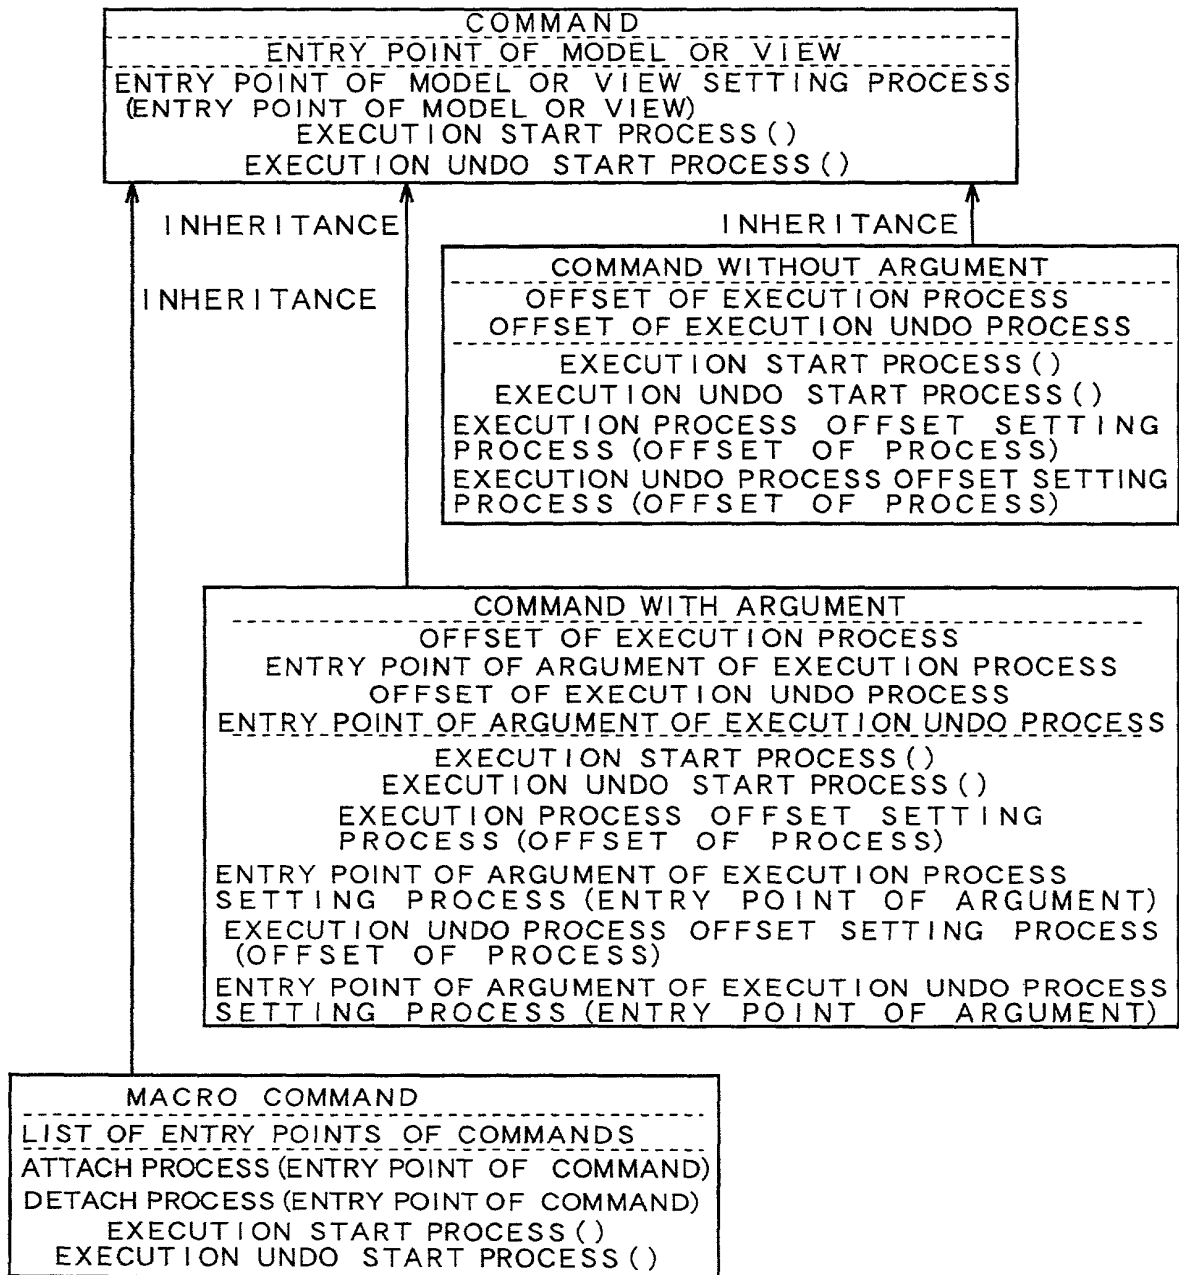 COMMAND
ENTRY POINT OF MODEL OR VIEW
ENTRY POINT OF MODEL OR VIEW SETTING PROCESS
(ENTRY POINT OF MODEL OR VIEW)
EXECUTION START PROCESS()
EXECUTION UNDO START PROCESS()
INHERITANCE
INHERITANCE
INHERITANCE
COMMAND WITHOUT ARGUMENT
OFFSET OF EXECUTION PROCESS
OFFSET OF EXECUTION UNDO PROCESS
EXECUTION START PROCESS()
EXECUTION UNDO START PROCESS()
EXECUTION PROCESS OFFSET SETTING
PROCESS (OFFSET OF PROCESS)
EXECUTION UNDO PROCESS OFFSET SETTING
PROCESS (OFFSET OF PROCESS)
COMMAND WITH ARGUMENT
OFFSET OF EXECUTION PROCESS
ENTRY POINT OF ARGUMENT OF EXECUTION PROCESS
OFFSET OF EXECUTION UNDO PROCESS
ENTRY POINT OF ARGUMENT OF EXECUTION UNDO PROCESS
EXECUTION START PROCESS()
EXECUTION UNDO START PROCESS()
EXECUTION PROCESS OFFSET SETTING
PROCESS (OFFSET OF PROCESS)
ENTRY POINT OF ARGUMENT OF EXECUTION PROCESS
SETTING PROCESS (ENTRY POINT OF ARGUMENT)
EXECUTION UNDO PROCESS OFFSET SETTING PROCESS
(OFFSET OF PROCESS)
ENTRY POINT OF ARGUMENT OF EXECUTION UNDO PROCESS
SETTING PROCESS (ENTRY POINT OF ARGUMENT)
MACRO COMMAND
LIST OF ENTRY POINTS OF COMMANDS
ATTACH PROCESS (ENTRY POINT OF COMMAND)
DETACH PROCESS (ENTRY POINT OF COMMAND)
EXECUTION START PROCESS()
EXECUTION UNDO START PROCESS()